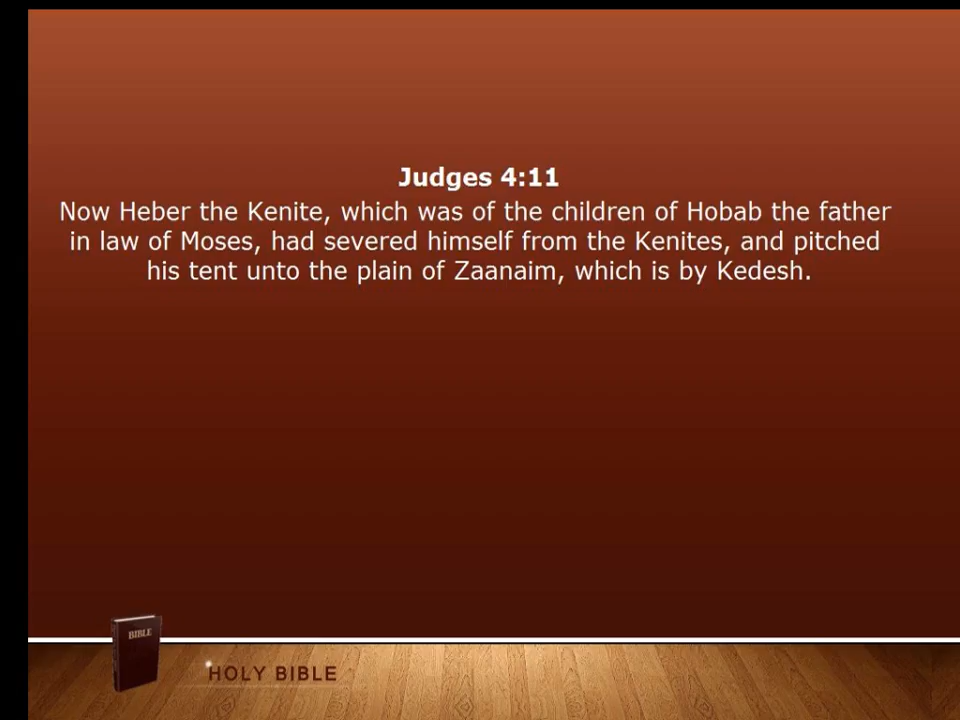 Judges 4:11
Now Heber the Kenite, which was of the children of Hobab the father
in law of Moses, had severed himself from the Kenites, and pitched
his tent unto the plain of Zaanaim, which is by Kedesh.
BIBLE
HOLY BIBLE